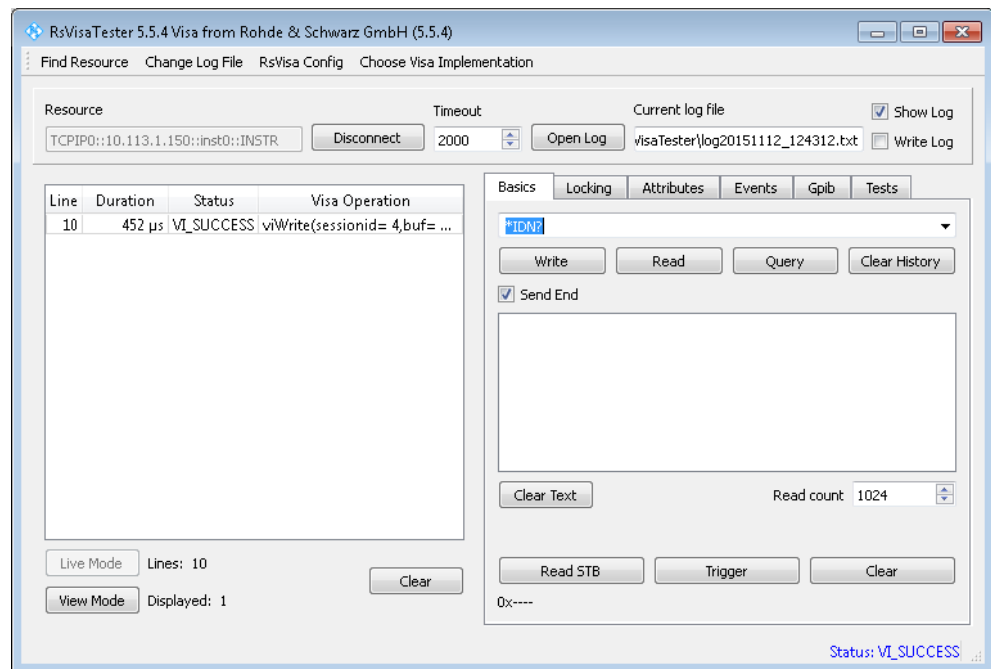 RsVisaTester 5.5.4 Visa from Rohde & Schwarz GmbH (5.5.4)
Find Resource Change Log File RsVisa Config Choose Visa Implementation
Resource Timeout Current log file Show Log
TCPIP0::10.113.1.150::inst0::INSTR Disconnect 2000 Open Log VisaTester\log20151112_124312.txt Write Log
Basics Locking Attributes Events Gpib Tests
Line Duration Status Visa Operation
10 452 µs VI_SUCCESS viWrite(sessionid= 4,buf= ...
*IDN?
Write Read Query Clear History
Send End
Clear Text Read count 1024
Live Mode Lines: 10
Clear
View Mode Displayed: 1
Read STB Trigger Clear
0x----
Status: VI_SUCCESS